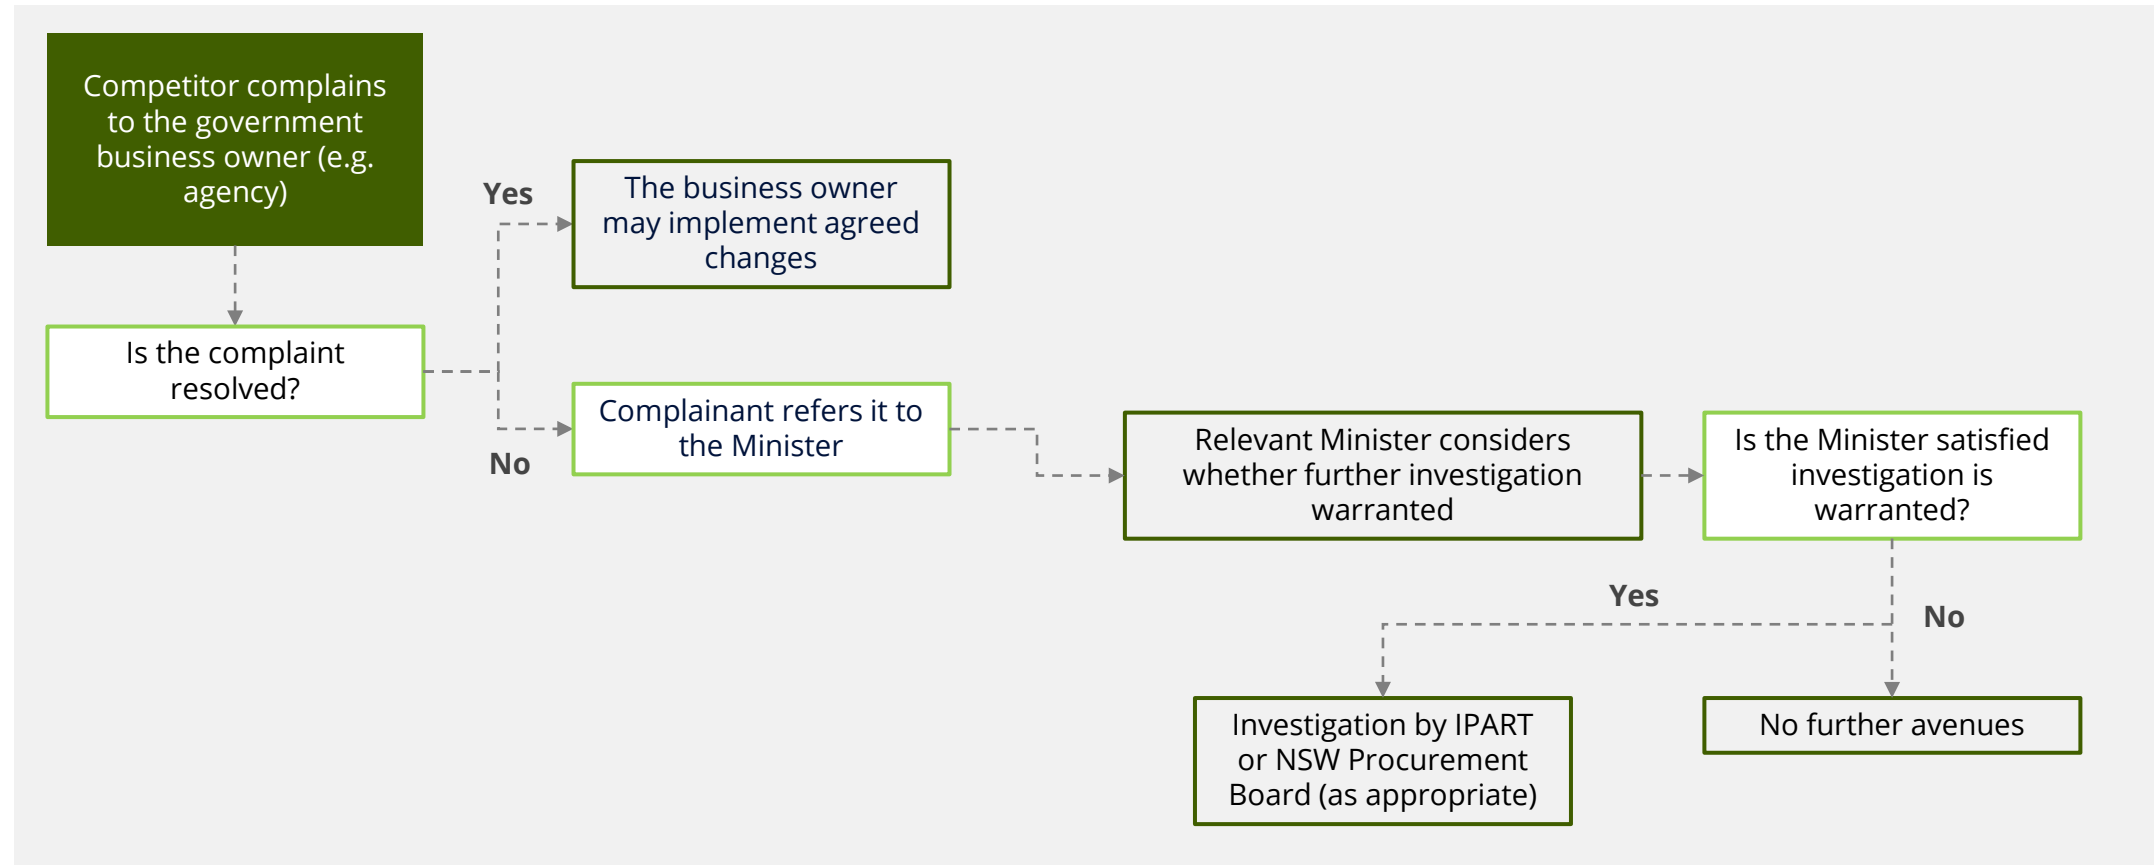 Competitor complains
to the government
business owner (e.g.
agency)
Is the complaint
resolved?
Yes
The business owner
may implement agreed
changes
No
Complainant refers it to
the Minister
Relevant Minister considers
whether further investigation
warranted
Is the Minister satisfied
investigation is
warranted?
Yes
Investigation by IPART
or NSW Procurement
Board (as appropriate)
No
No further avenues